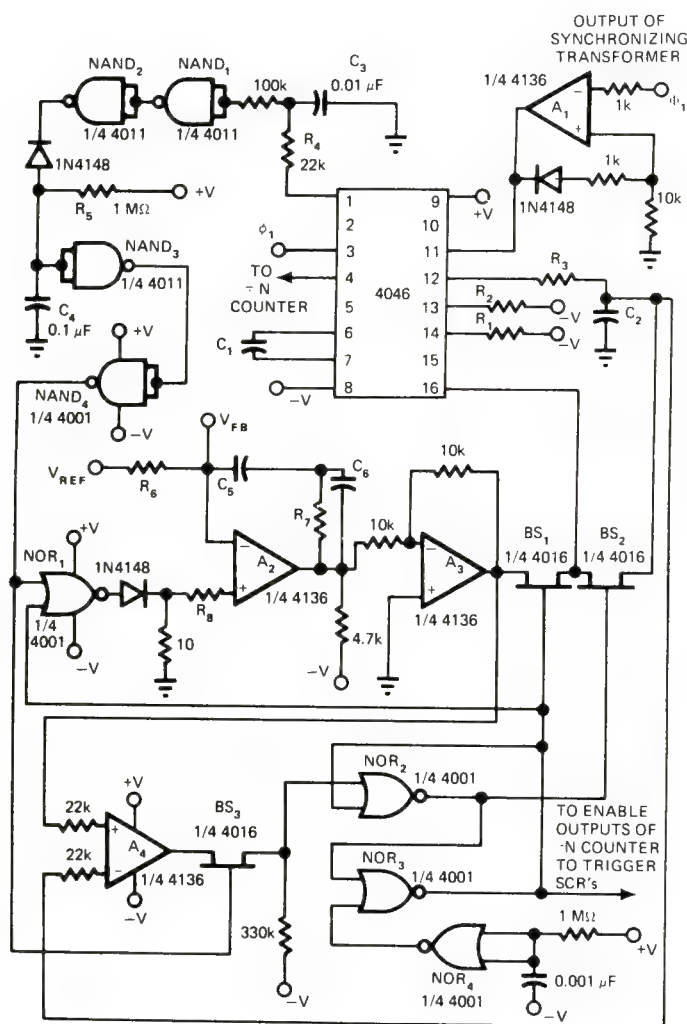 OUTPUT OF
SYNCHRONIZING
TRANSFORMER
NAND₂
NAND₁
C₃
0.01 µF
1/4 4136
A₁
−
+
1k
ϕ₁
100k
1/4 4011
1/4 4011
R₄
22k
1N4148
1k
1N4148
10k
R₅
1 MΩ
+V
1
2
3
4
5
6
7
8
4046
9
10
11
12
13
14
15
16
+V
ϕ₁
TO
÷N
COUNTER
NAND₃
1/4 4011
C₄
0.1 µF
C₁
−V
R₃
R₂
−V
R₁
−V
C₂
+V
NAND₄
1/4 4001
−V
V_FB
V_REF
R₆
C₅
C₆
R₇
10k
10k
BS₁
1/4 4016
BS₂
1/4 4016
NOR₁
+V
1N4148
1/4
4001
−V
10
R₈
−
+
A₂
1/4 4136
4.7k
−V
−
+
A₃
1/4 4136
22k
22k
+V
+
−
A₄
1/4 4136
−V
BS₃
1/4 4016
330k
−V
NOR₂
1/4 4001
NOR₃
1/4 4001
TO ENABLE
OUTPUTS OF
-N COUNTER
TO TRIGGER
SCR's
NOR₄
1/4 4001
1 MΩ
+V
0.001 µF
−V